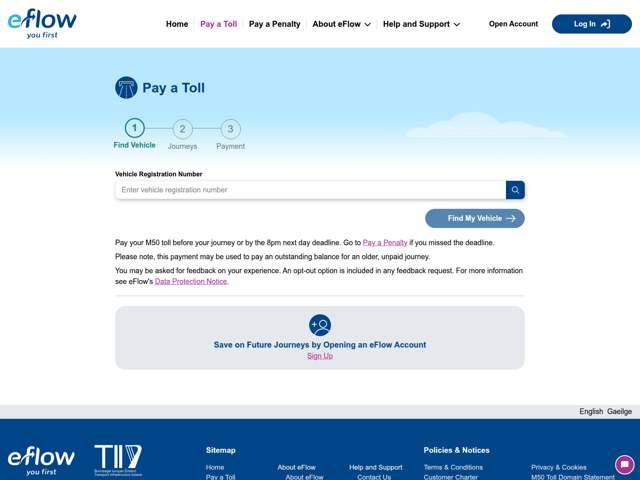 eflow
you first
Home Pay a Toll Pay a Penalty About eFlow Help and Support Open Account Log In
Pay a Toll
1 2 3
Find Vehicle Journeys Payment
Vehicle Registration Number
Enter vehicle registration number
Find My Vehicle
Pay your M50 toll before your journey or by the 8pm next day deadline. Go to Pay a Penalty if you missed the deadline.
Please note, this payment may be used to pay an outstanding balance for an older, unpaid journey.
You may be asked for feedback on your experience. An opt-out option is included in any feedback request. For more information
see eFlow's Data Protection Notice.
Save on Future Journeys by Opening an eFlow Account
Sign Up
English Gaeilge
eflow
you first
TII
Bonneagar Iompair Éireann
Transport Infrastructure Ireland
Sitemap Policies & Notices
Home About eFlow Help and Support Terms & Conditions Privacy & Cookies
Pay a Toll About eFlow Contact Us Customer Charter M50 Toll Domain Statement